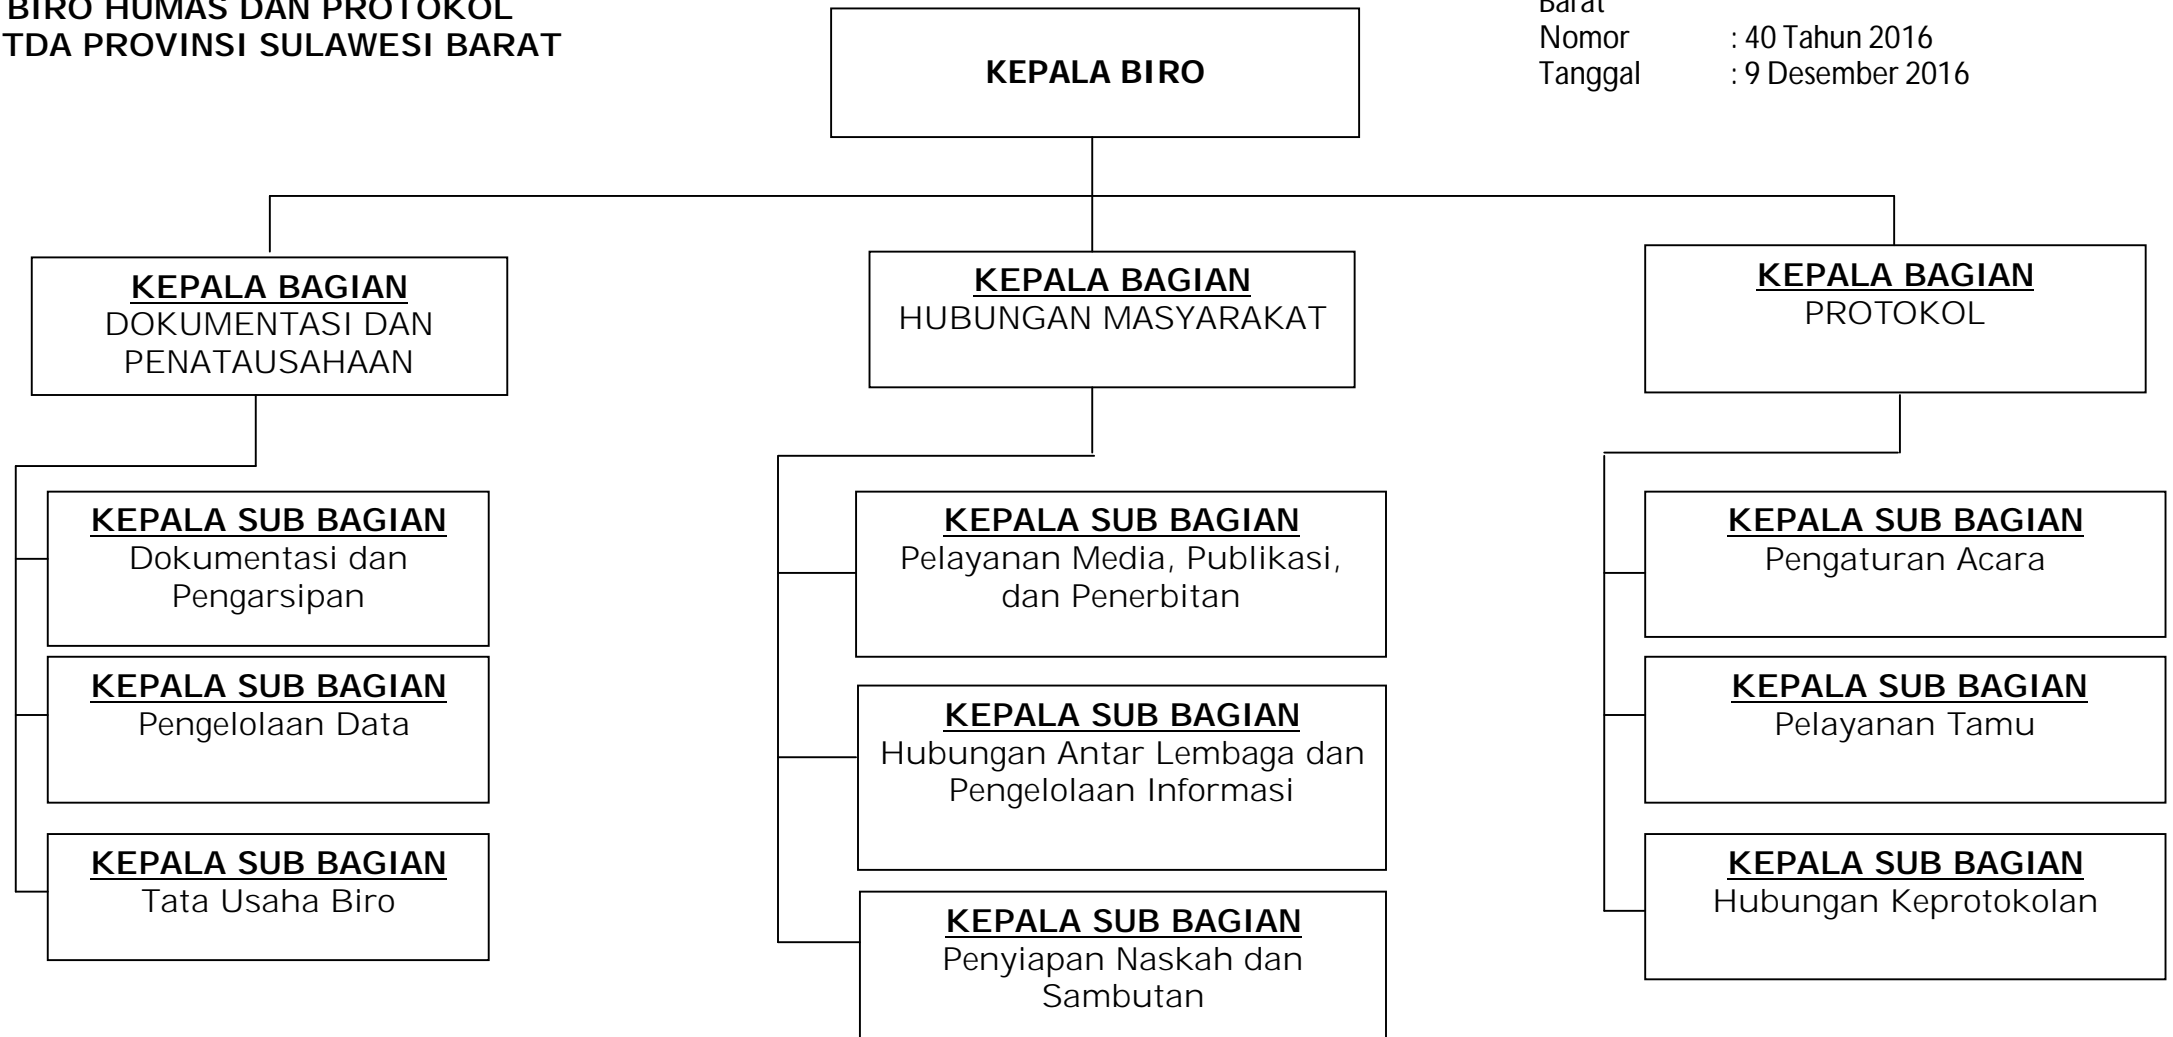 BIRO HUMAS DAN PROTOKOL
TDA PROVINSI SULAWESI BARAT
Barat
Nomor : 40 Tahun 2016
Tanggal : 9 Desember 2016
KEPALA BIRO
KEPALA BAGIAN
DOKUMENTASI DAN
PENATAUSAHAAN
KEPALA SUB BAGIAN
Dokumentasi dan
Pengarsipan
KEPALA SUB BAGIAN
Pengelolaan Data
KEPALA SUB BAGIAN
Tata Usaha Biro
KEPALA BAGIAN
HUBUNGAN MASYARAKAT
KEPALA SUB BAGIAN
Pelayanan Media, Publikasi,
dan Penerbitan
KEPALA SUB BAGIAN
Hubungan Antar Lembaga dan
Pengelolaan Informasi
KEPALA SUB BAGIAN
Penyiapan Naskah dan
Sambutan
KEPALA BAGIAN
PROTOKOL
KEPALA SUB BAGIAN
Pengaturan Acara
KEPALA SUB BAGIAN
Pelayanan Tamu
KEPALA SUB BAGIAN
Hubungan Keprotokolan